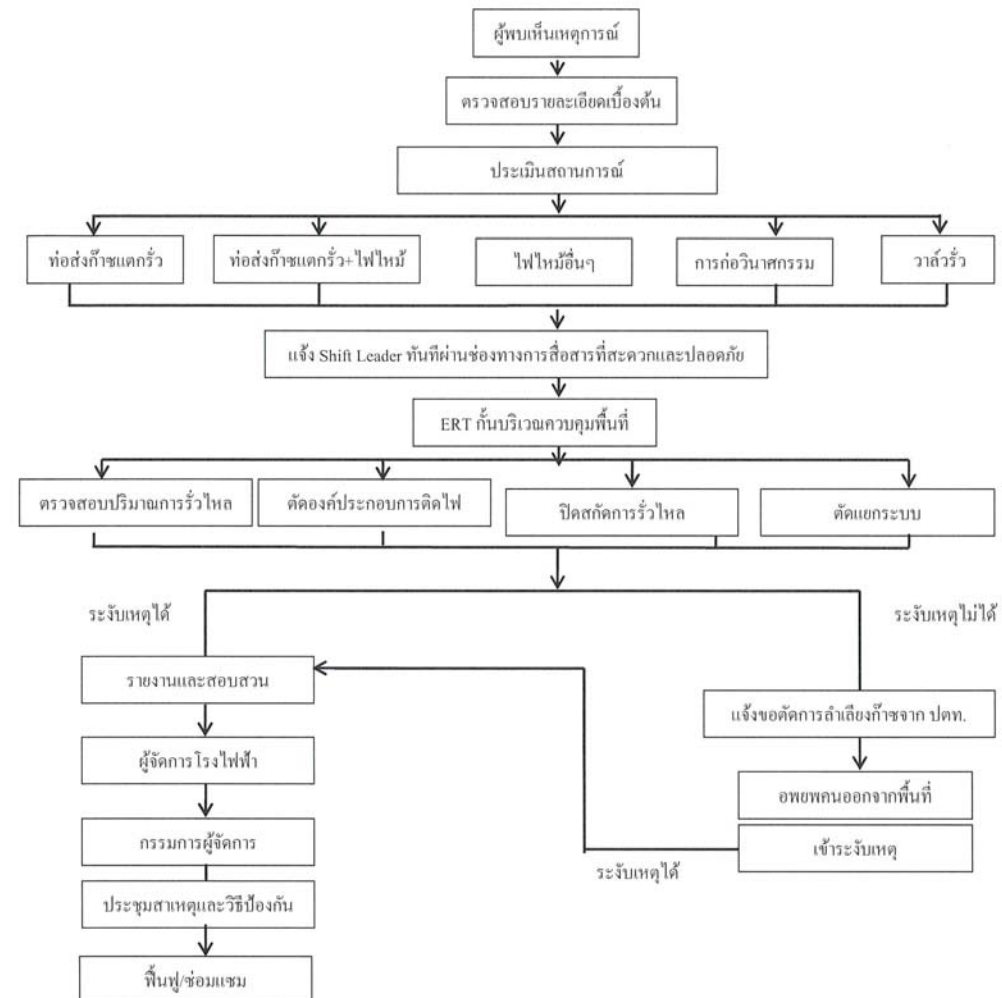 ผู้พบเห็นเหตุการณ์
ตรวจสอบรายละเอียดเบื้องต้น
ประเมินสถานการณ์
ท่อส่งก๊าซแตกรั่ว
ท่อส่งก๊าซแตกรั่ว+ไฟไหม้
ไฟไหม้อื่นๆ
การก่อวินาศกรรม
วาล์วรั่ว
แจ้ง Shift Leader ทันทีผ่านช่องทางการสื่อสารที่สะดวกและปลอดภัย
ERT กั้นบริเวณควบคุมพื้นที่
ตรวจสอบปริมาณการรั่วไหล
ตัดองค์ประกอบการติดไฟ
ปิดสกัดการรั่วไหล
ตัดแยกระบบ
ระงับเหตุได้
ระงับเหตุไม่ได้
รายงานและสอบสวน
แจ้งขอตัดการลำเลียงก๊าซจาก ปตท.
ผู้จัดการโรงไฟฟ้า
อพยพคนออกจากพื้นที่
กรรมการผู้จัดการ
เข้าระงับเหตุ
ระงับเหตุได้
ประชุมสาเหตุและวิธีป้องกัน
ฟื้นฟู/ซ่อมแซม